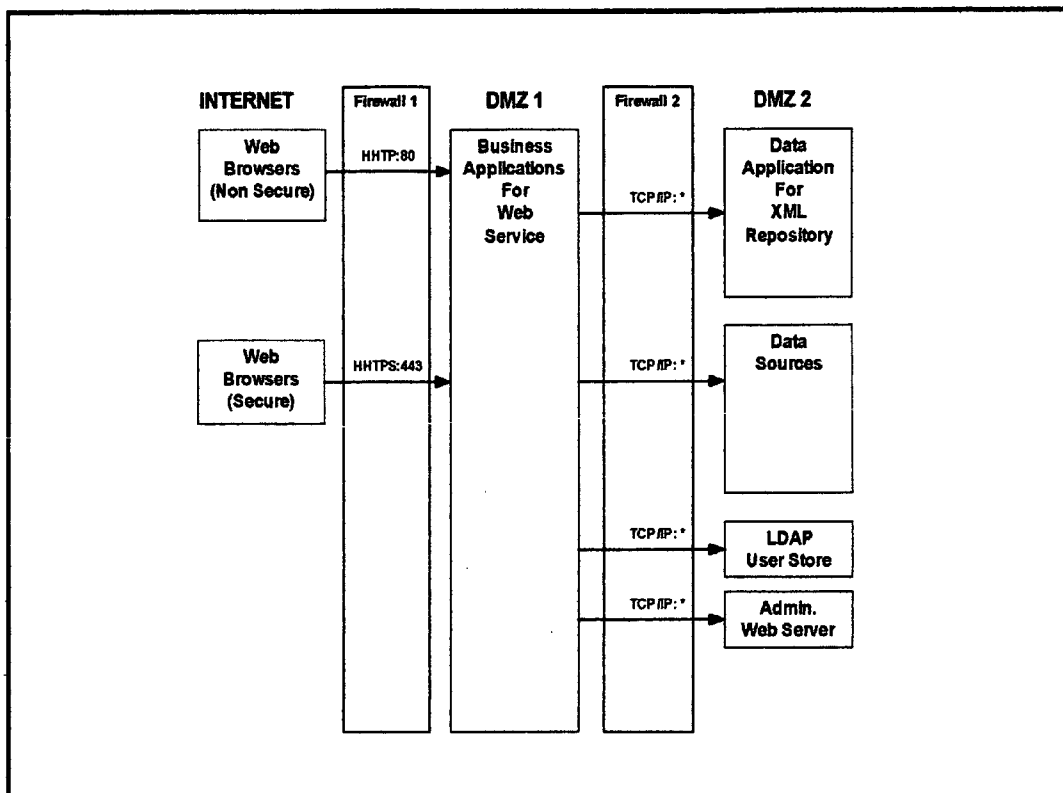 INTERNET
Firewall 1
DMZ 1
Firewall 2
DMZ 2
Web
Browsers
(Non Secure)
HHTP:80
Business
Applications
For
Web
Service
TCP/IP: *
Data
Application
For
XML
Repository
Web
Browsers
(Secure)
HHTPS:443
TCP/IP: *
Data
Sources
TCP/IP: *
LDAP
User Store
TCP/IP: *
Admin.
Web Server